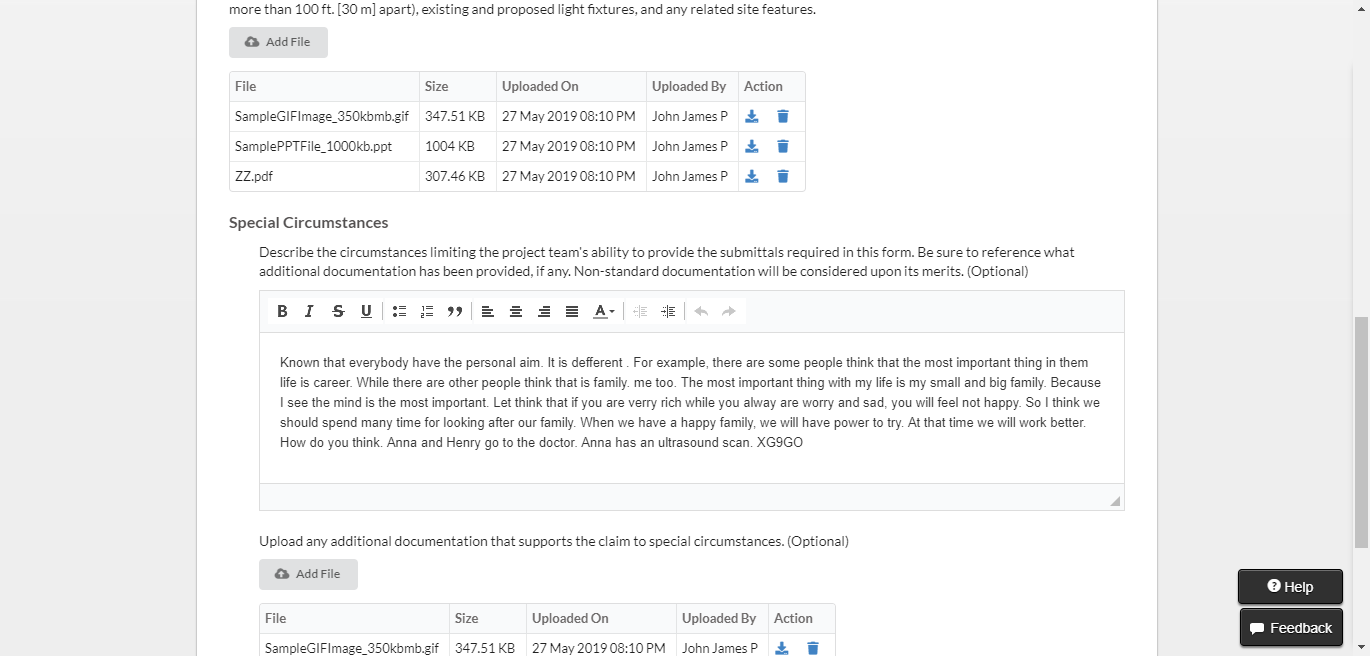 more than 100 ft. [30 m] apart), existing and proposed light fixtures, and any related site features.
Add File
File Size Uploaded On Uploaded By Action
SampleGIFImage_350kbmb.gif 347.51 KB 27 May 2019 08:10 PM John James P
SamplePPTFile_1000kb.ppt 1004 KB 27 May 2019 08:10 PM John James P
ZZ.pdf 307.46 KB 27 May 2019 08:10 PM John James P
Special Circumstances
Describe the circumstances limiting the project team's ability to provide the submittals required in this form. Be sure to reference what
additional documentation has been provided, if any. Non-standard documentation will be considered upon its merits. (Optional)
B I S U A
Known that everybody have the personal aim. It is defferent . For example, there are some people think that the most important thing in them
life is career. While there are other people think that is family. me too. The most important thing with my life is my small and big family. Because
I see the mind is the most important. Let think that if you are verry rich while you alway are worry and sad, you will feel not happy. So I think we
should spend many time for looking after our family. When we have a happy family, we will have power to try. At that time we will work better.
How do you think. Anna and Henry go to the doctor. Anna has an ultrasound scan. XG9GO
Upload any additional documentation that supports the claim to special circumstances. (Optional)
Add File
File Size Uploaded On Uploaded By Action
SampleGIFImage_350kbmb.gif 347.51 KB 27 May 2019 08:10 PM John James P
Help
Feedback